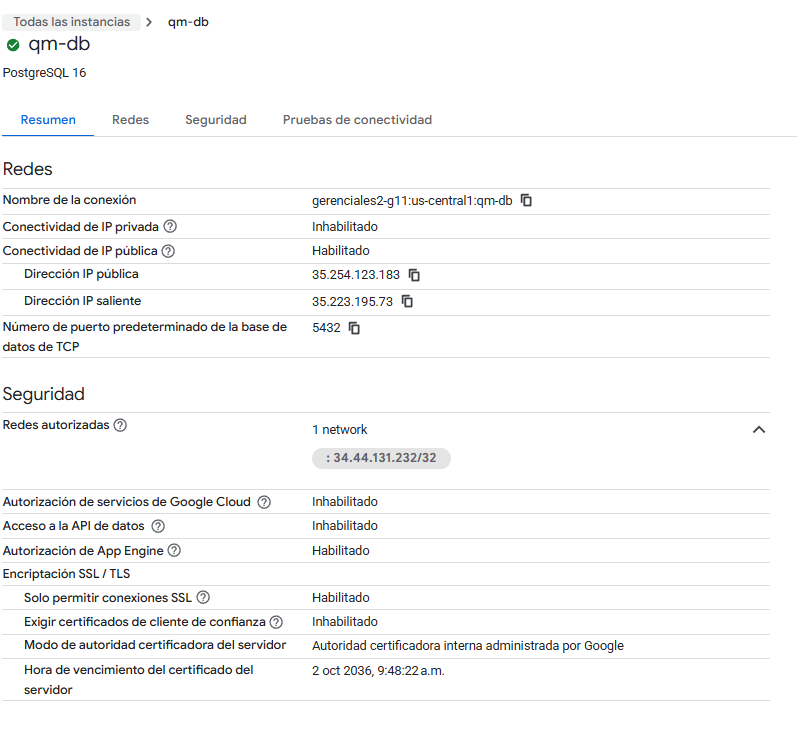 Todas las instancias > qm-db
qm-db
PostgreSQL 16
Resumen Redes Seguridad Pruebas de conectividad
Redes
Nombre de la conexión gerenciales2-g11:us-central1:qm-db
Conectividad de IP privada Inhabilitado
Conectividad de IP pública Habilitado
Dirección IP pública 35.254.123.183
Dirección IP saliente 35.223.195.73
Número de puerto predeterminado de la base de 5432
datos de TCP
Seguridad
Redes autorizadas 1 network
: 34.44.131.232/32
Autorización de servicios de Google Cloud Inhabilitado
Acceso a la API de datos Inhabilitado
Autorización de App Engine Habilitado
Encriptación SSL / TLS
Solo permitir conexiones SSL Habilitado
Exigir certificados de cliente de confianza Inhabilitado
Modo de autoridad certificadora del servidor Autoridad certificadora interna administrada por Google
Hora de vencimiento del certificado del 2 oct 2036, 9:48:22 a.m.
servidor